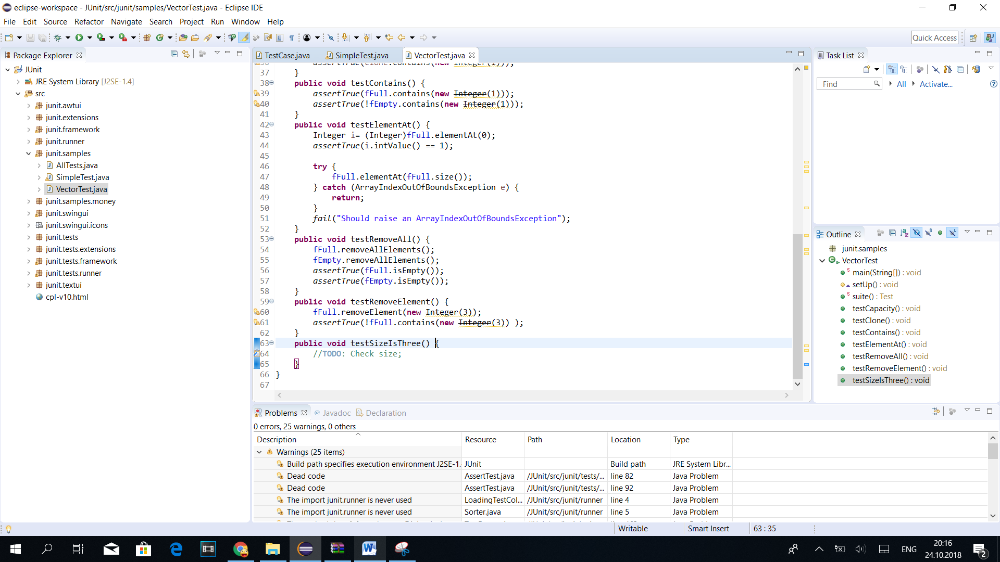 eclipse-workspace - JUnit/src/junit/samples/VectorTest.java - Eclipse IDE
File Edit Source Refactor Navigate Search Project Run Window Help
Quick Access
Package Explorer
JUnit
JRE System Library [J2SE-1.4]
src
junit.awtui
junit.extensions
junit.framework
junit.runner
junit.samples
AllTests.java
SimpleTest.java
VectorTest.java
junit.samples.money
junit.swingui
junit.swingui.icons
junit.tests
junit.tests.extensions
junit.tests.framework
junit.tests.runner
junit.textui
cpl-v10.html
TestCase.java SimpleTest.java VectorTest.java
37 }
38 public void testContains() {
39 assertTrue(fFull.contains(new Integer(1)));
40 assertTrue(!fEmpty.contains(new Integer(1)));
41 }
42 public void testElementAt() {
43 Integer i= (Integer)fFull.elementAt(0);
44 assertTrue(i.intValue() == 1);
45
46 try {
47 fFull.elementAt(fFull.size());
48 } catch (ArrayIndexOutOfBoundsException e) {
49 return;
50 }
51 fail("Should raise an ArrayIndexOutOfBoundsException");
52 }
53 public void testRemoveAll() {
54 fFull.removeAllElements();
55 fEmpty.removeAllElements();
56 assertTrue(fFull.isEmpty());
57 assertTrue(fEmpty.isEmpty());
58 }
59 public void testRemoveElement() {
60 fFull.removeElement(new Integer(3));
61 assertTrue(!fFull.contains(new Integer(3)) );
62 }
63 public void testSizeIsThree() {
64 //TODO: Check size;
65 }
66 }
67
Task List
Find All Activate...
Outline
junit.samples
VectorTest
main(String[]) : void
setUp() : void
suite() : Test
testCapacity() : void
testClone() : void
testContains() : void
testElementAt() : void
testRemoveAll() : void
testRemoveElement() : void
testSizeIsThree() : void
Problems Javadoc Declaration
0 errors, 25 warnings, 0 others
Description Resource Path Location Type
Warnings (25 items)
Build path specifies execution environment J2SE-1. JUnit Build path JRE System Libr...
Dead code AssertTest.java /JUnit/src/junit/tests/... line 82 Java Problem
Dead code AssertTest.java /JUnit/src/junit/tests/... line 92 Java Problem
The import junit.runner is never used LoadingTestCol... /JUnit/src/junit/runner line 4 Java Problem
The import junit.runner is never used Sorter.java /JUnit/src/junit/runner line 5 Java Problem
Writable Smart Insert 63 : 35
ENG
20:16
24.10.2018
2